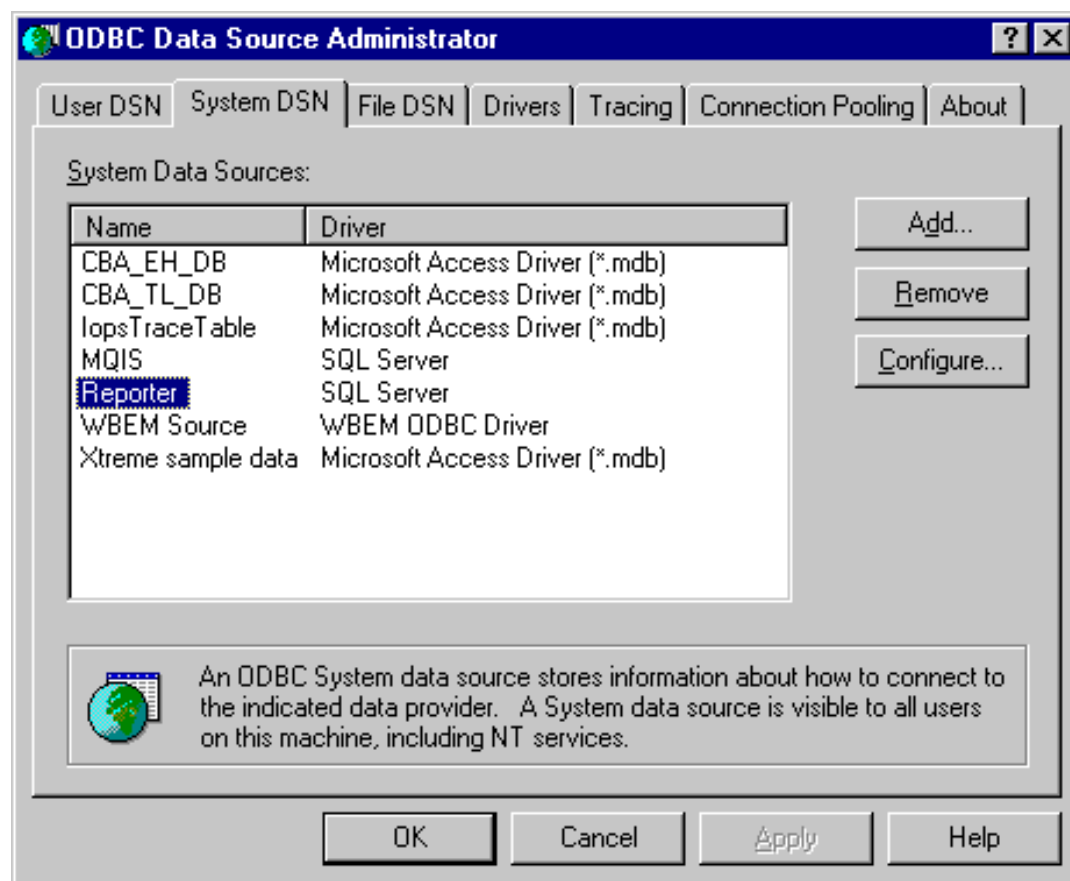 ODBC Data Source Administrator
User DSN System DSN File DSN Drivers Tracing Connection Pooling About
System Data Sources:
Name Driver
CBA_EH_DB Microsoft Access Driver (*.mdb)
CBA_TL_DB Microsoft Access Driver (*.mdb)
IopsTraceTable Microsoft Access Driver (*.mdb)
MQIS SQL Server
Reporter SQL Server
WBEM Source WBEM ODBC Driver
Xtreme sample data Microsoft Access Driver (*.mdb)
Add...
Remove
Configure...
An ODBC System data source stores information about how to connect to
the indicated data provider. A System data source is visible to all users
on this machine, including NT services.
OK Cancel Apply Help